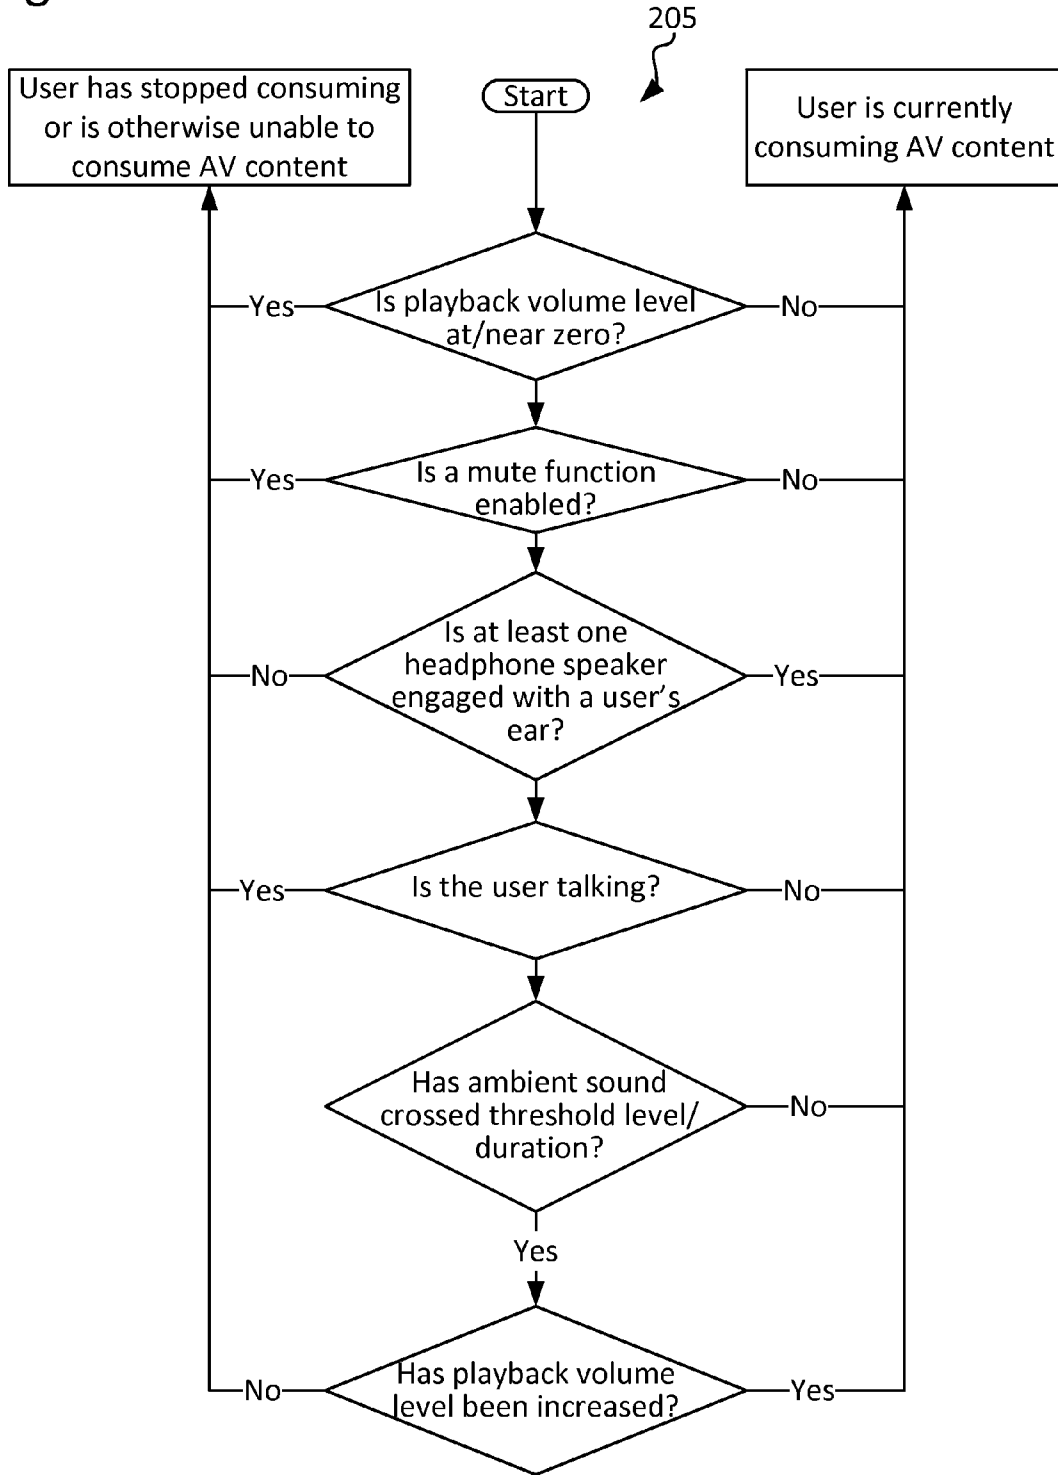 205
User has stopped consuming
or is otherwise unable to
consume AV content
Start
User is currently
consuming AV content
Yes
Is playback volume level
at/near zero?
No
Yes
Is a mute function
enabled?
No
No
Is at least one
headphone speaker
engaged with a user's
ear?
Yes
Yes
Is the user talking?
No
Has ambient sound
crossed threshold level/
duration?
No
Yes
No
Has playback volume
level been increased?
Yes